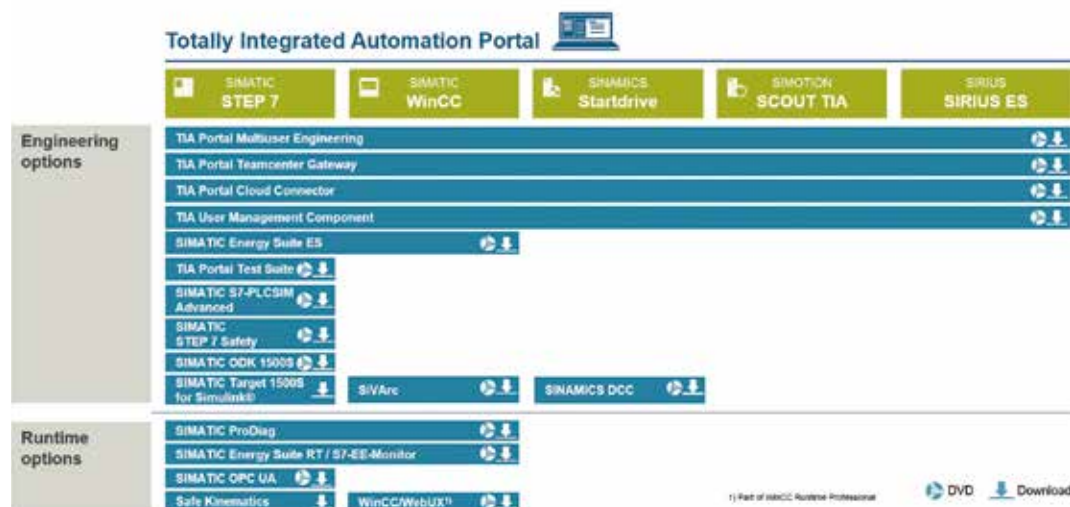 Totally Integrated Automation Portal
SIMATIC
STEP 7
SIMATIC
WinCC
SINAMICS
Startdrive
SIMOTION
SCOUT TIA
SIRIUS
SIRIUS ES
Engineering
options
TIA Portal Multiuser Engineering
TIA Portal Teamcenter Gateway
TIA Portal Cloud Connector
TIA User Management Component
SIMATIC Energy Suite ES
TIA Portal Test Suite
SIMATIC S7-PLCSIM
Advanced
SIMATIC
STEP 7 Safety
SIMATIC ODK 1500S
SIMATIC Target 1500S
for Simulink®
SiVArc
SINAMICS DCC
Runtime
options
SIMATIC ProDiag
SIMATIC Energy Suite RT / S7-EE-Monitor
SIMATIC OPC UA
Safe Kinematics
WinCC/WebUX¹⁾
1) Part of WinCC Runtime Professional
DVD
Download